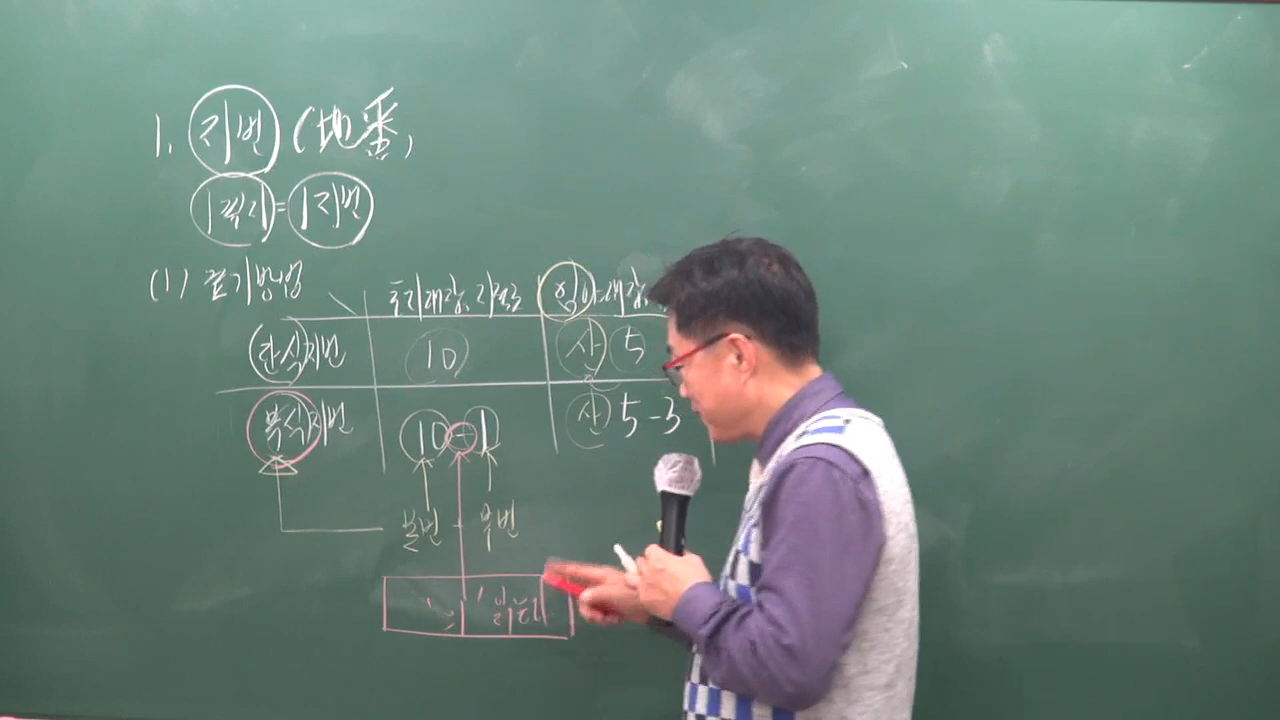 1. 지번 (地番,
1필지=1지번
(1) 표기방법
토지대장, 지적도 임야대장,
단식지번 10 산 5
복식지번 10-1 산 5-3
본번 - 부번